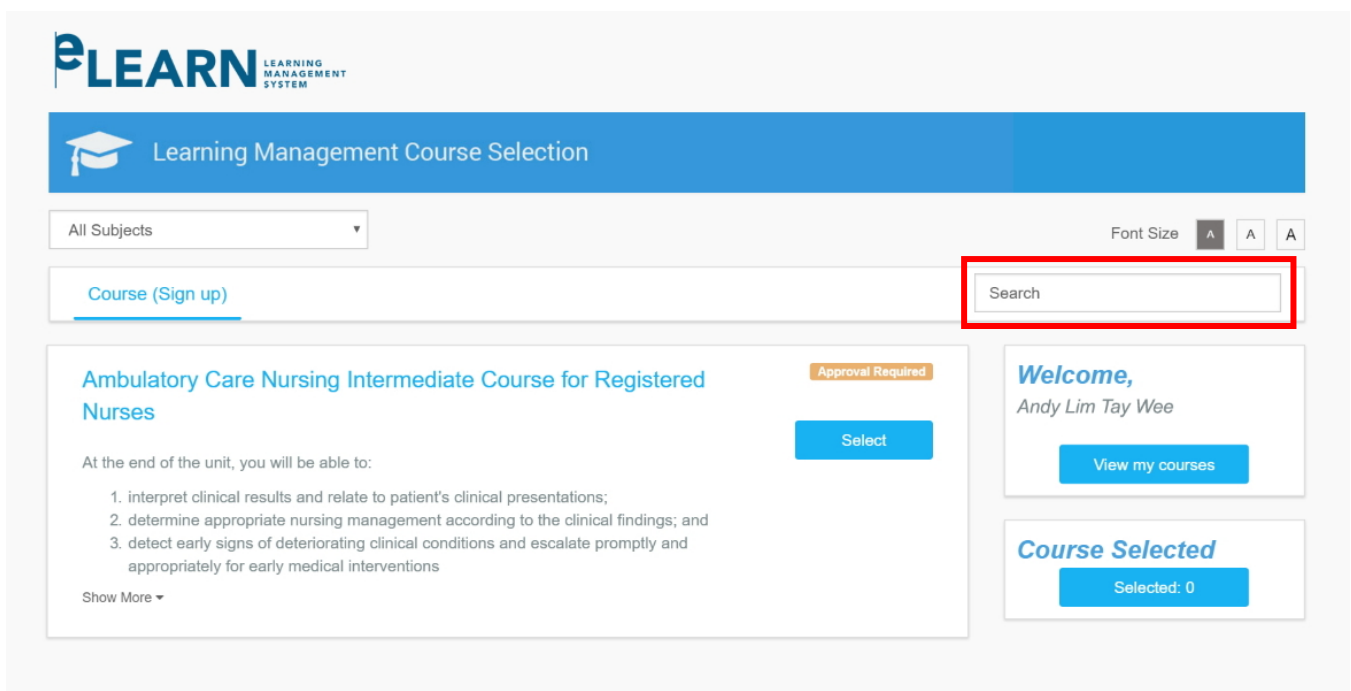 eLEARN LEARNING
MANAGEMENT
SYSTEM
Learning Management Course Selection
All Subjects
Font Size A A A
Course (Sign up)
Search
Ambulatory Care Nursing Intermediate Course for Registered
Nurses
Approval Required
Select
At the end of the unit, you will be able to:
1. interpret clinical results and relate to patient's clinical presentations;
2. determine appropriate nursing management according to the clinical findings; and
3. detect early signs of deteriorating clinical conditions and escalate promptly and
appropriately for early medical interventions
Show More
Welcome,
Andy Lim Tay Wee
View my courses
Course Selected
Selected: 0